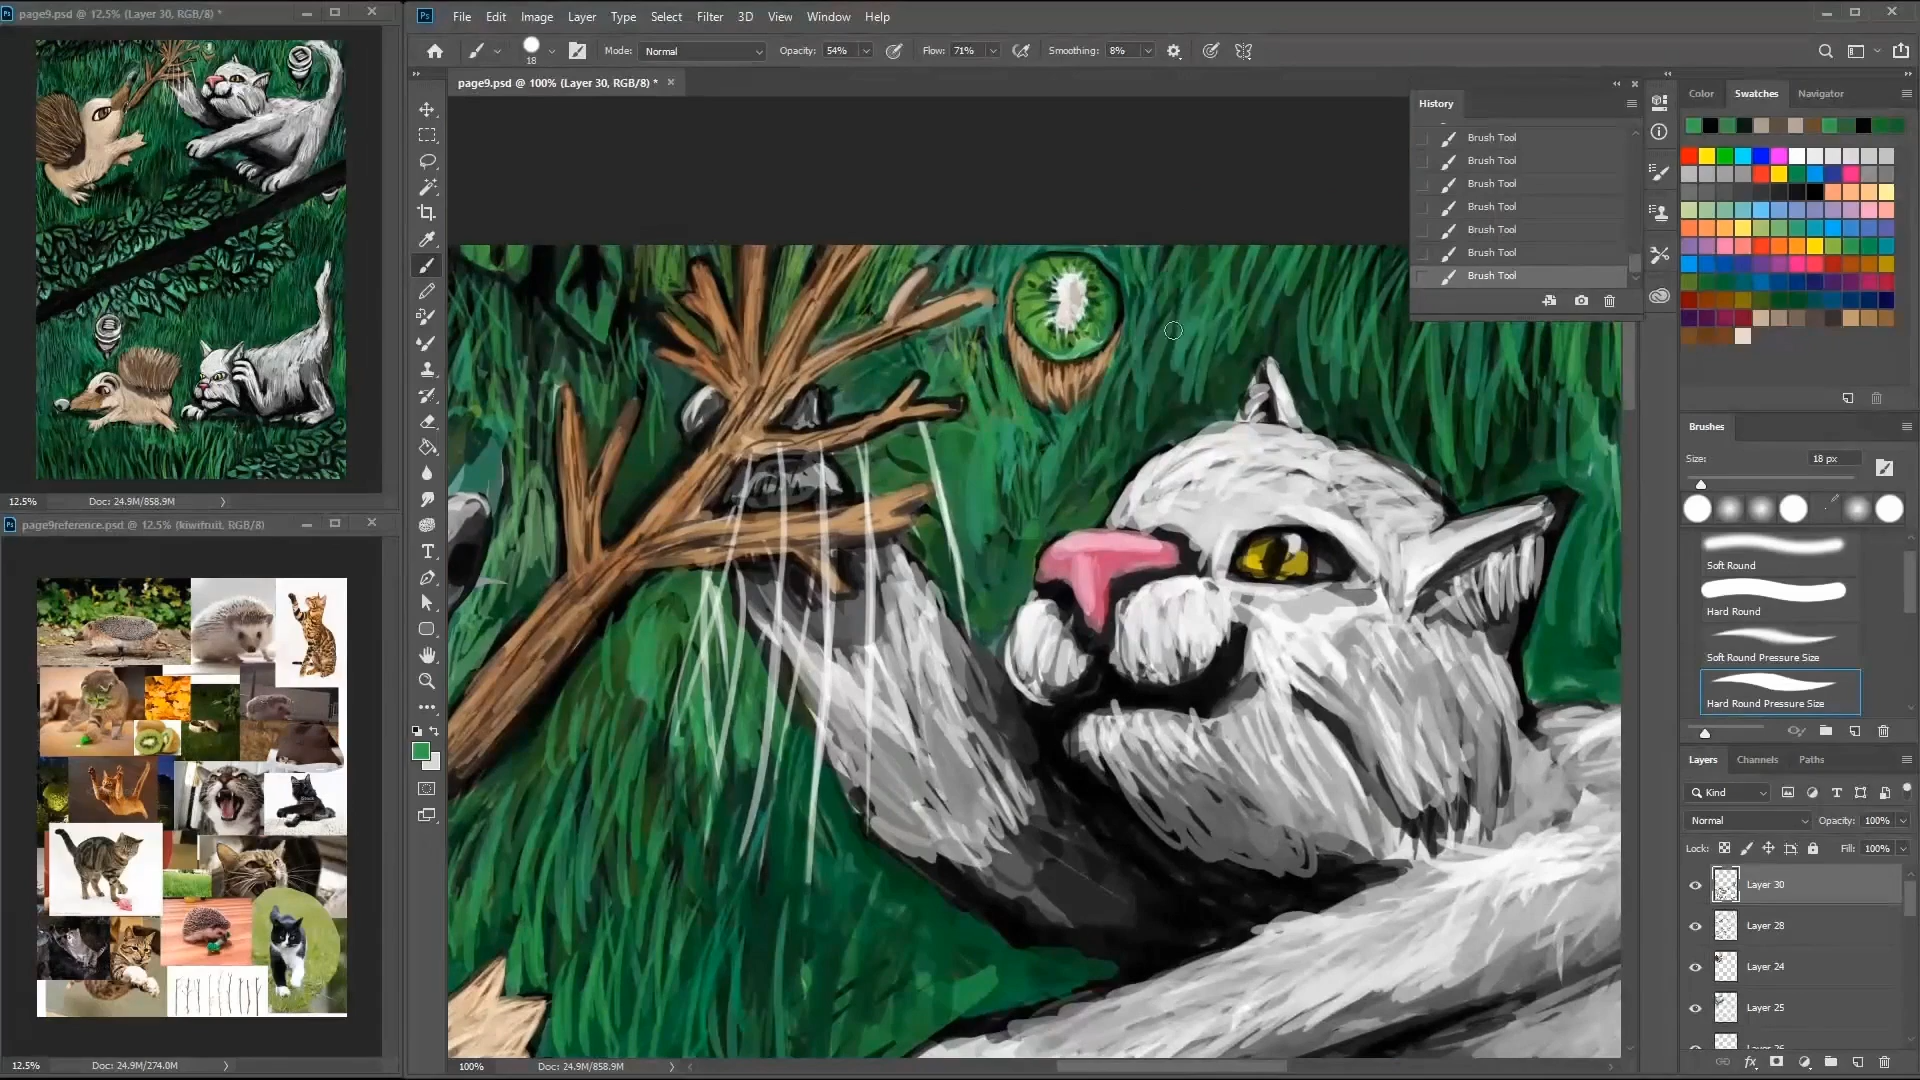 page9.psd @ 12.5% (Layer 30, RGB/8) *
12.5%
Doc: 24.9M/858.9M
page9reference.psd @ 12.5% (kiwifruit, RGB/8)
12.5%
Doc: 24.9M/274.0M
Ps
File Edit Image Layer Type Select Filter 3D View Window Help
18
Mode: Normal
Opacity: 54%
Flow: 71%
Smoothing: 8%
page9.psd @ 100% (Layer 30, RGB/8) *
History
Brush Tool
Brush Tool
Brush Tool
Brush Tool
Brush Tool
Brush Tool
Brush Tool
100%
Doc: 24.9M/858.9M
Color Swatches Navigator
Brushes
Size: 18 px
Soft Round
Hard Round
Soft Round Pressure Size
Hard Round Pressure Size
Layers Channels Paths
Kind
Normal
Opacity: 100%
Lock:
Fill: 100%
Layer 30
Layer 28
Layer 24
Layer 25